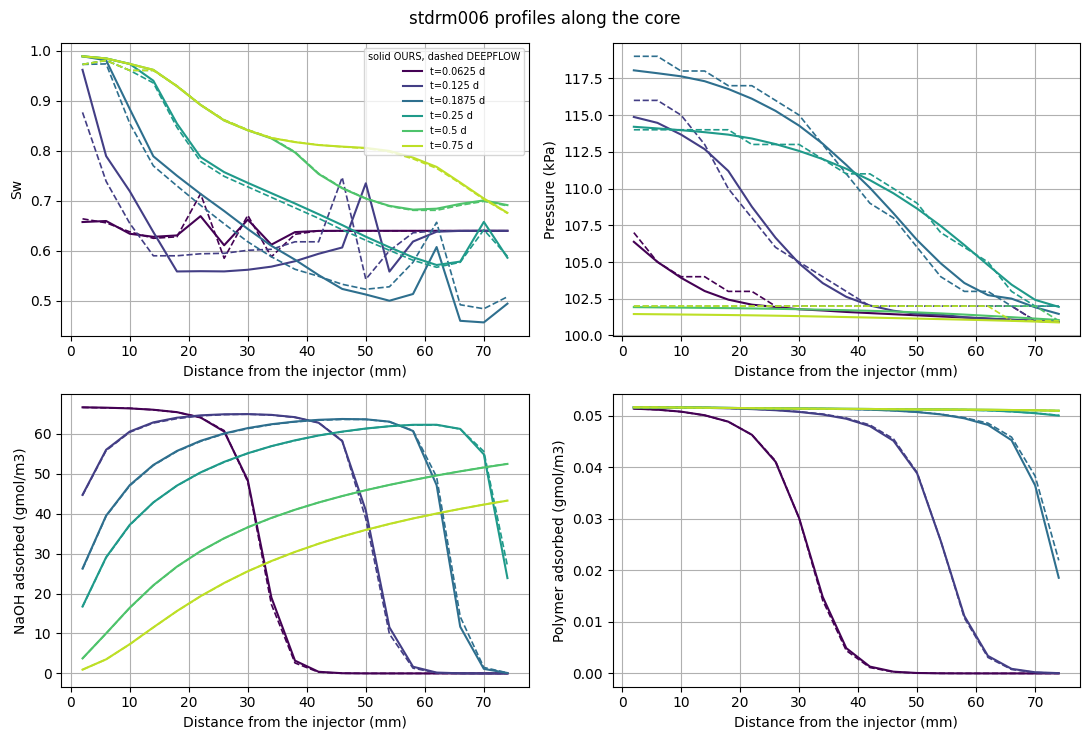 stdrm006 profiles along the core
1.0
0.9
0.8
0.7
0.6
0.5
Sw
0 10 20 30 40 50 60 70
Distance from the injector (mm)
solid OURS, dashed DEEPFLOW
t=0.0625 d
t=0.125 d
t=0.1875 d
t=0.25 d
t=0.5 d
t=0.75 d
117.5
115.0
112.5
110.0
107.5
105.0
102.5
100.0
Pressure (kPa)
0 10 20 30 40 50 60 70
Distance from the injector (mm)
60
50
40
30
20
10
0
NaOH adsorbed (gmol/m3)
0 10 20 30 40 50 60 70
Distance from the injector (mm)
0.05
0.04
0.03
0.02
0.01
0.00
Polymer adsorbed (gmol/m3)
0 10 20 30 40 50 60 70
Distance from the injector (mm)